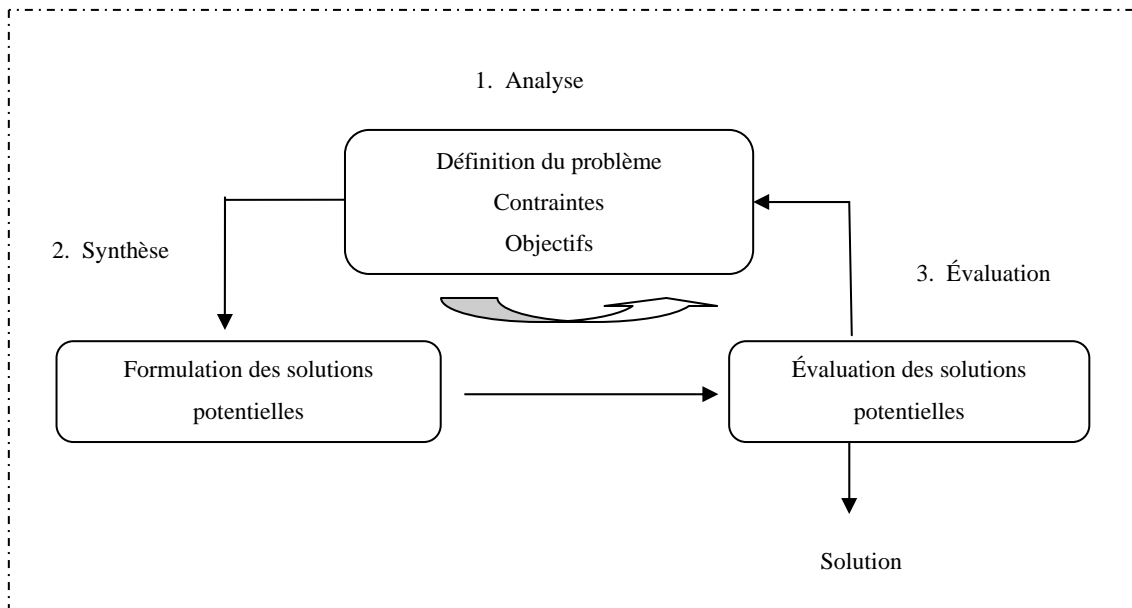 1. Analyse
Définition du problème
Contraintes
Objectifs
2. Synthèse
3. Évaluation
Formulation des solutions
potentielles
Évaluation des solutions
potentielles
Solution